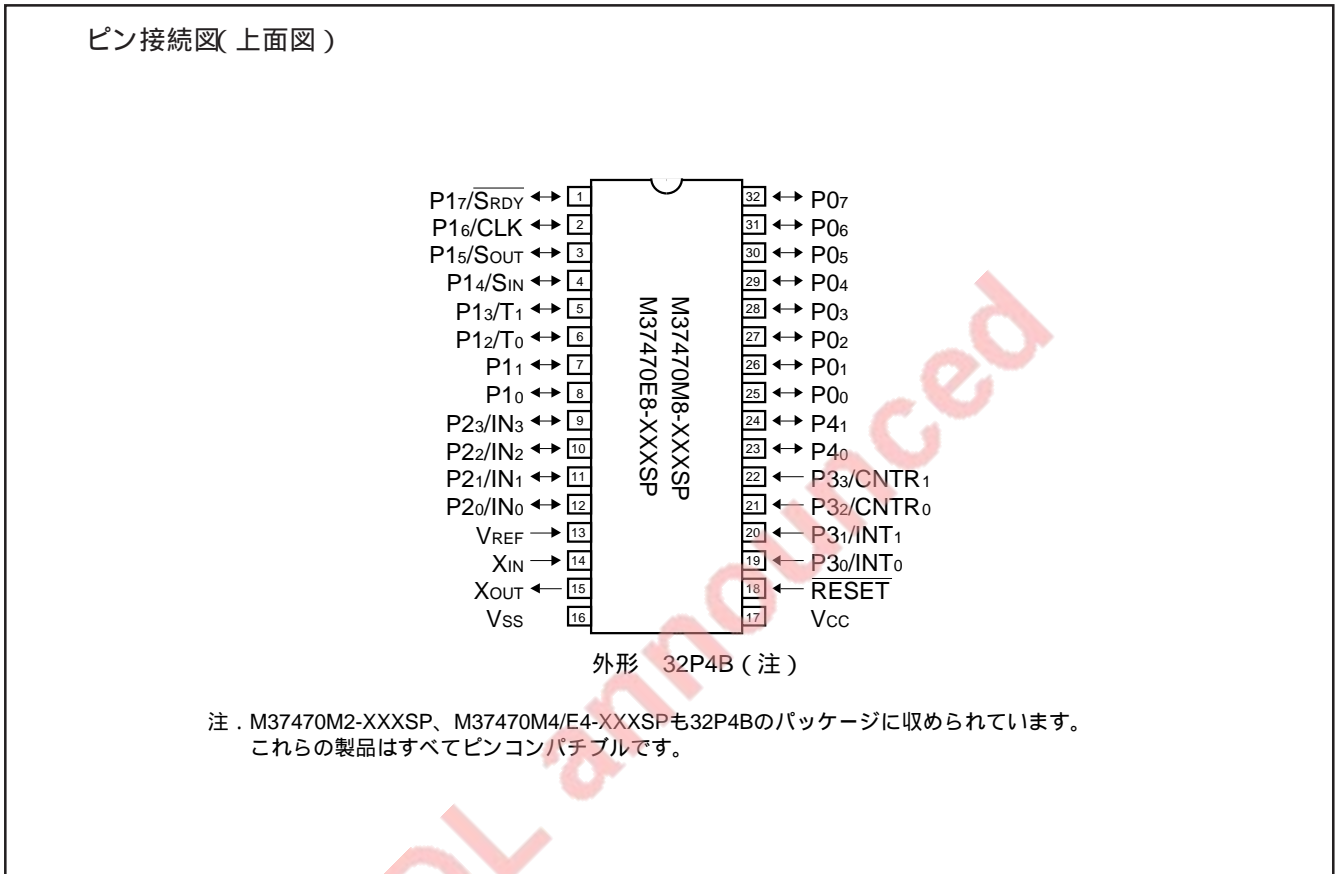 ピン接続図(上面図)
P17/SRDY 1
P16/CLK 2
P15/SOUT 3
P14/SIN 4
P13/T1 5
P12/T0 6
P11 7
P10 8
P23/IN3 9
P22/IN2 10
P21/IN1 11
P20/IN0 12
VREF 13
XIN 14
XOUT 15
VSS 16
M37470M8-XXXSP
M37470E8-XXXSP
32 P07
31 P06
30 P05
29 P04
28 P03
27 P02
26 P01
25 P00
24 P41
23 P40
22 P33/CNTR1
21 P32/CNTR0
20 P31/INT1
19 P30/INT0
18 RESET
17 VCC
外形 32P4B(注)
注.M37470M2-XXXSP、M37470M4/E4-XXXSPも32P4Bのパッケージに収められています。
これらの製品はすべてピンコンパチブルです。
announced